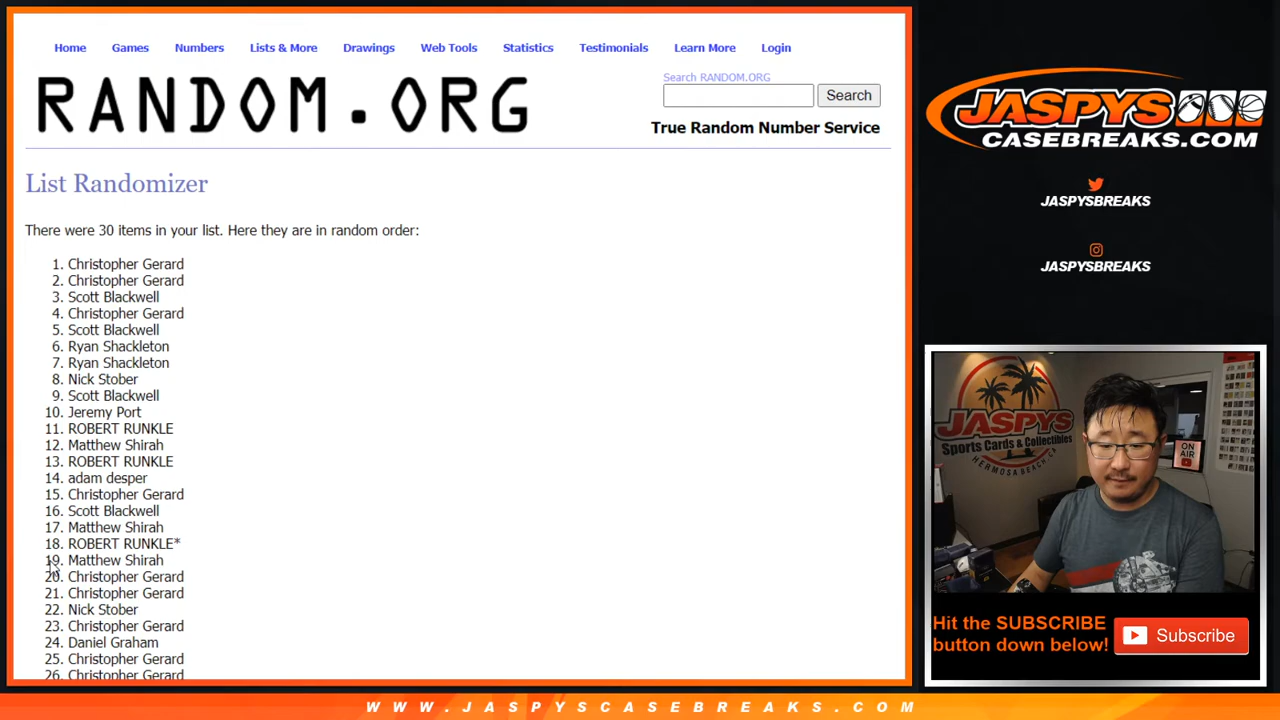 Home Games Numbers Lists & More Drawings Web Tools Statistics Testimonials Learn More Login
RANDOM.ORG
Search RANDOM.ORG
Search
True Random Number Service
List Randomizer
There were 30 items in your list. Here they are in random order:
1. Christopher Gerard
2. Christopher Gerard
3. Scott Blackwell
4. Christopher Gerard
5. Scott Blackwell
6. Ryan Shackleton
7. Ryan Shackleton
8. Nick Stober
9. Scott Blackwell
10. Jeremy Port
11. ROBERT RUNKLE
12. Matthew Shirah
13. ROBERT RUNKLE
14. adam desper
15. Christopher Gerard
16. Scott Blackwell
17. Matthew Shirah
18. ROBERT RUNKLE*
19. Matthew Shirah
20. Christopher Gerard
21. Christopher Gerard
22. Nick Stober
23. Christopher Gerard
24. Daniel Graham
25. Christopher Gerard
26. Christopher Gerard
JASPYS
CASEBREAKS.COM
JASPYSBREAKS
JASPYSBREAKS
JASPYS
Sports Cards & Collectibles
HERMOSA BEACH, CA
ON
AIR
Hit the SUBSCRIBE
button down below!
Subscribe
WWW.JASPYSCASEBREAKS.COM